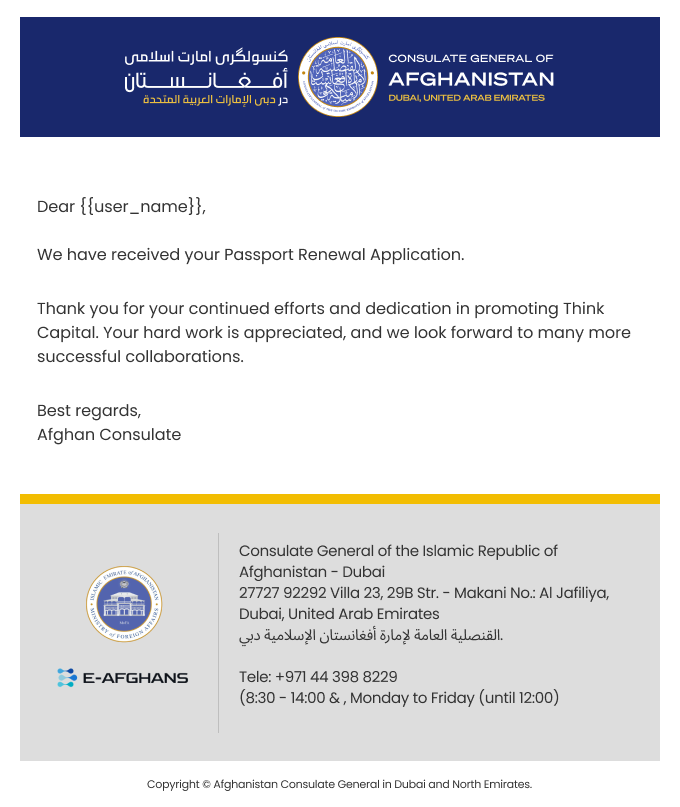 کنسولگری امارت اسلامی
أفـــغـــانـــســـتان
در دبی الإمارات العربية المتحدة
CONSULATE GENERAL OF
AFGHANISTAN
DUBAI, UNITED ARAB EMIRATES
Dear {{user_name}},
We have received your Passport Renewal Application.
Thank you for your continued efforts and dedication in promoting Think
Capital. Your hard work is appreciated, and we look forward to many more
successful collaborations.
Best regards,
Afghan Consulate
ISLAMIC EMIRATE of AFGHANISTAN
MINISTRY of FOREIGN AFFAIRS
E-AFGHANS
Consulate General of the Islamic Republic of
Afghanistan - Dubai
27727 92292 Villa 23, 29B Str. - Makani No.: Al Jafiliya,
Dubai, United Arab Emirates
القنصلية العامة لإمارة أفغانستان الإسلامية دبي.
Tele: +971 44 398 8229
(8:30 - 14:00 & , Monday to Friday (until 12:00)
Copyright © Afghanistan Consulate General in Dubai and North Emirates.